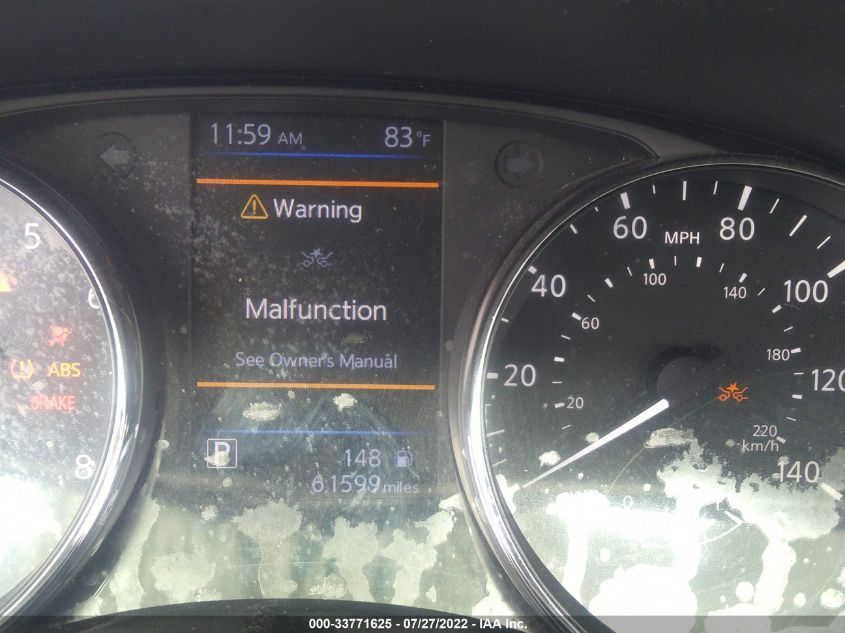 11:59 AM 83°F
Warning
Malfunction
See Owner's Manual
P 148
61599 miles
5
6
8
ABS
BRAKE
MPH
20 40 60 80 100 120 140
20 60 100 140 180 220
km/h
0
000-33771625 - 07/27/2022 - IAA Inc.